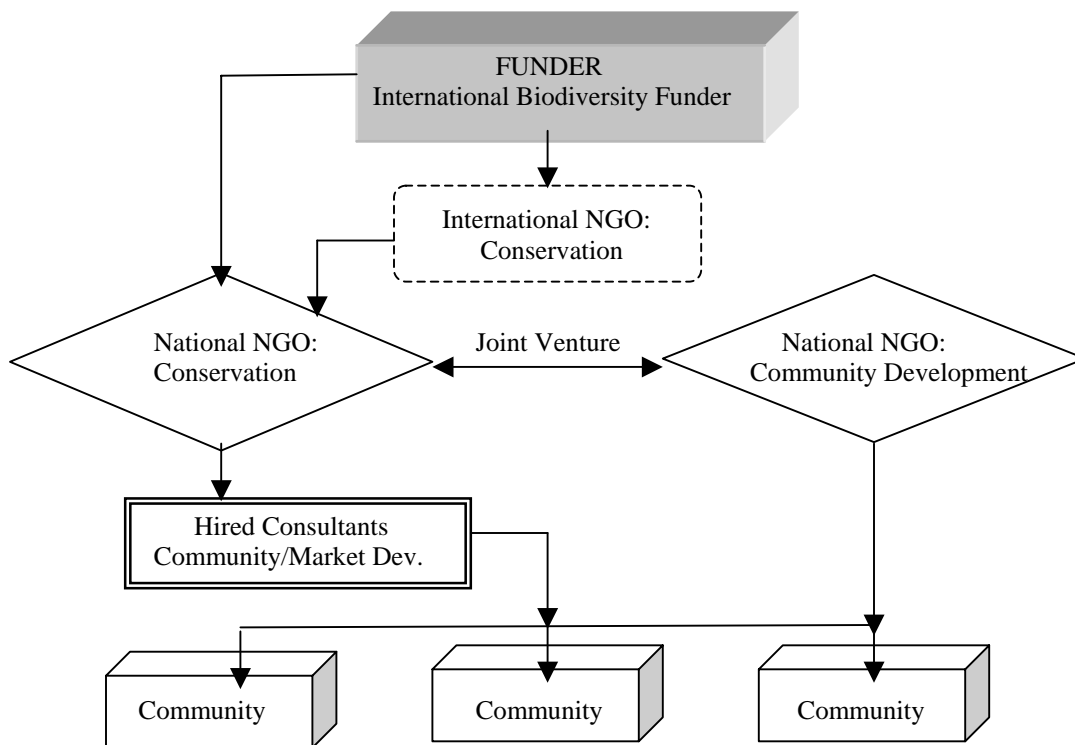 FUNDER
International Biodiversity Funder
International NGO:
Conservation
National NGO:
Conservation
Joint Venture
National NGO:
Community Development
Hired Consultants
Community/Market Dev.
Community
Community
Community